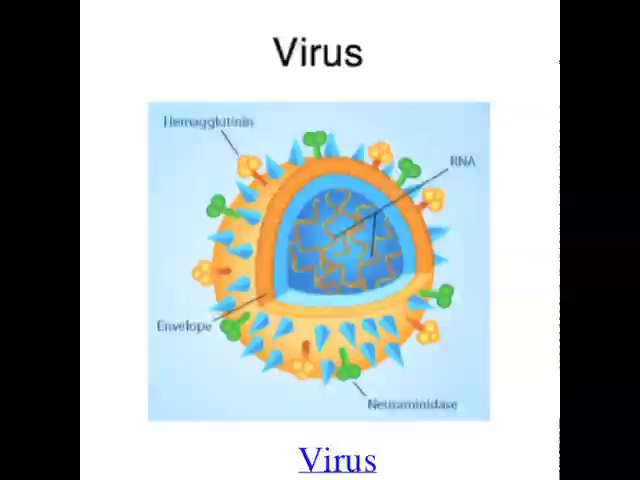 Virus
Hemagglutinin
RNA
Envelope
Neuraminidase
Virus